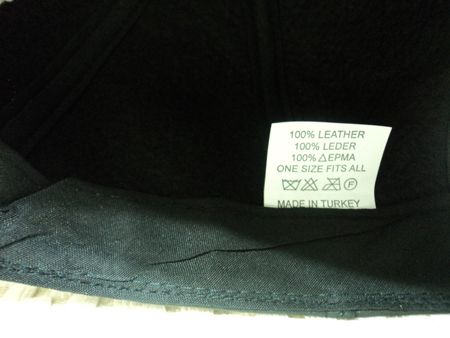 100% LEATHER
100% LEDER
100% ΔΕΡΜΑ
ONE SIZE FITS ALL
F
MADE IN TURKEY